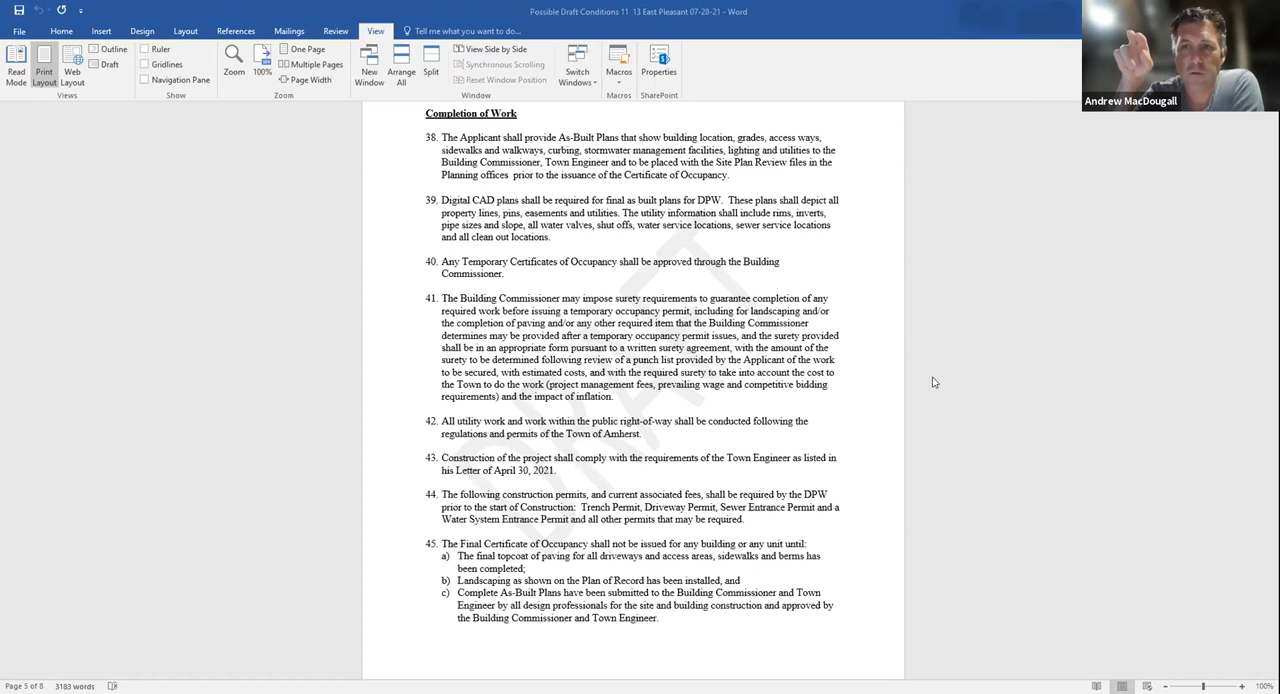 Possible Draft Conditions 11 13 East Pleasant 07-28-21 - Word
File Home Insert Design Layout References Mailings Review View Tell me what you want to do...
Read Mode
Print Layout
Web Layout
Outline
Draft
Views
Ruler
Gridlines
Navigation Pane
Show
Zoom
100%
One Page
Multiple Pages
Page Width
Zoom
New Window
Arrange All
Split
View Side by Side
Synchronous Scrolling
Reset Window Position
Window
Switch Windows
Macros
Macros
Properties
SharePoint
Andrew MacDougall
Completion of Work
38. The Applicant shall provide As-Built Plans that show building location, grades, access ways,
sidewalks and walkways, curbing, stormwater management facilities, lighting and utilities to the
Building Commissioner, Town Engineer and to be placed with the Site Plan Review files in the
Planning offices prior to the issuance of the Certificate of Occupancy.
39. Digital CAD plans shall be required for final as built plans for DPW. These plans shall depict all
property lines, pins, easements and utilities. The utility information shall include rims, inverts,
pipe sizes and slope, all water valves, shut offs, water service locations, sewer service locations
and all clean out locations.
40. Any Temporary Certificates of Occupancy shall be approved through the Building
Commissioner.
41. The Building Commissioner may impose surety requirements to guarantee completion of any
required work before issuing a temporary occupancy permit, including for landscaping and/or
the completion of paving and/or any other required item that the Building Commissioner
determines may be provided after a temporary occupancy permit issues, and the surety provided
shall be in an appropriate form pursuant to a written surety agreement, with the amount of the
surety to be determined following review of a punch list provided by the Applicant of the work
to be secured, with estimated costs, and with the required surety to take into account the cost to
the Town to do the work (project management fees, prevailing wage and competitive bidding
requirements) and the impact of inflation.
42. All utility work and work within the public right-of-way shall be conducted following the
regulations and permits of the Town of Amherst.
43. Construction of the project shall comply with the requirements of the Town Engineer as listed in
his Letter of April 30, 2021.
44. The following construction permits, and current associated fees, shall be required by the DPW
prior to the start of Construction: Trench Permit, Driveway Permit, Sewer Entrance Permit and a
Water System Entrance Permit and all other permits that may be required.
45. The Final Certificate of Occupancy shall not be issued for any building or any unit until:
a) The final topcoat of paving for all driveways and access areas, sidewalks and berms has
been completed;
b) Landscaping as shown on the Plan of Record has been installed, and
c) Complete As-Built Plans have been submitted to the Building Commissioner and Town
Engineer by all design professionals for the site and building construction and approved by
the Building Commissioner and Town Engineer.
DRAFT
Page 5 of 8 3183 words
100%